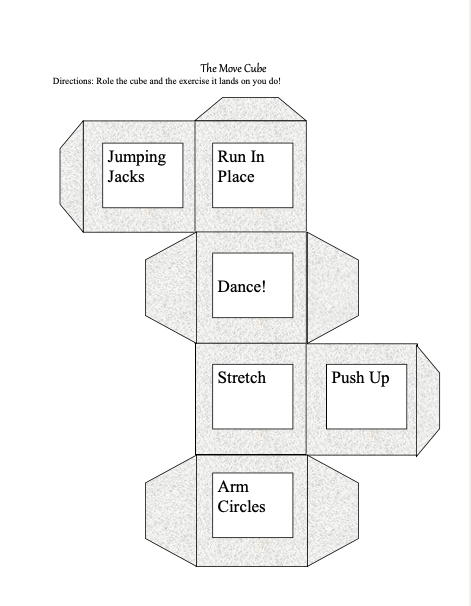 The Move Cube
Directions: Role the cube and the exercise it lands on you do!
Jumping
Jacks
Run In
Place
Dance!
Stretch
Push Up
Arm
Circles